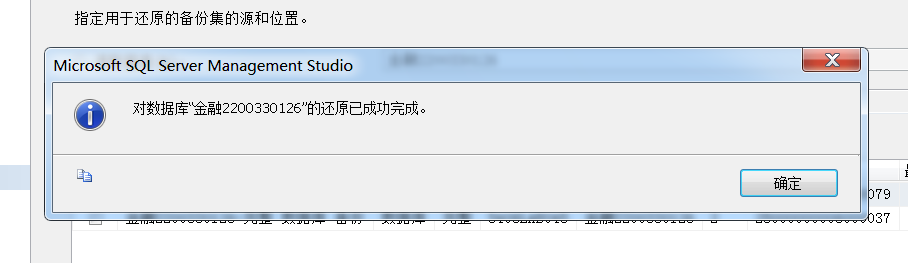 指定用于还原的备份集的源和位置。
Microsoft SQL Server Management Studio
对数据库“金融2200330126”的还原已成功完成。
确定
079
0037